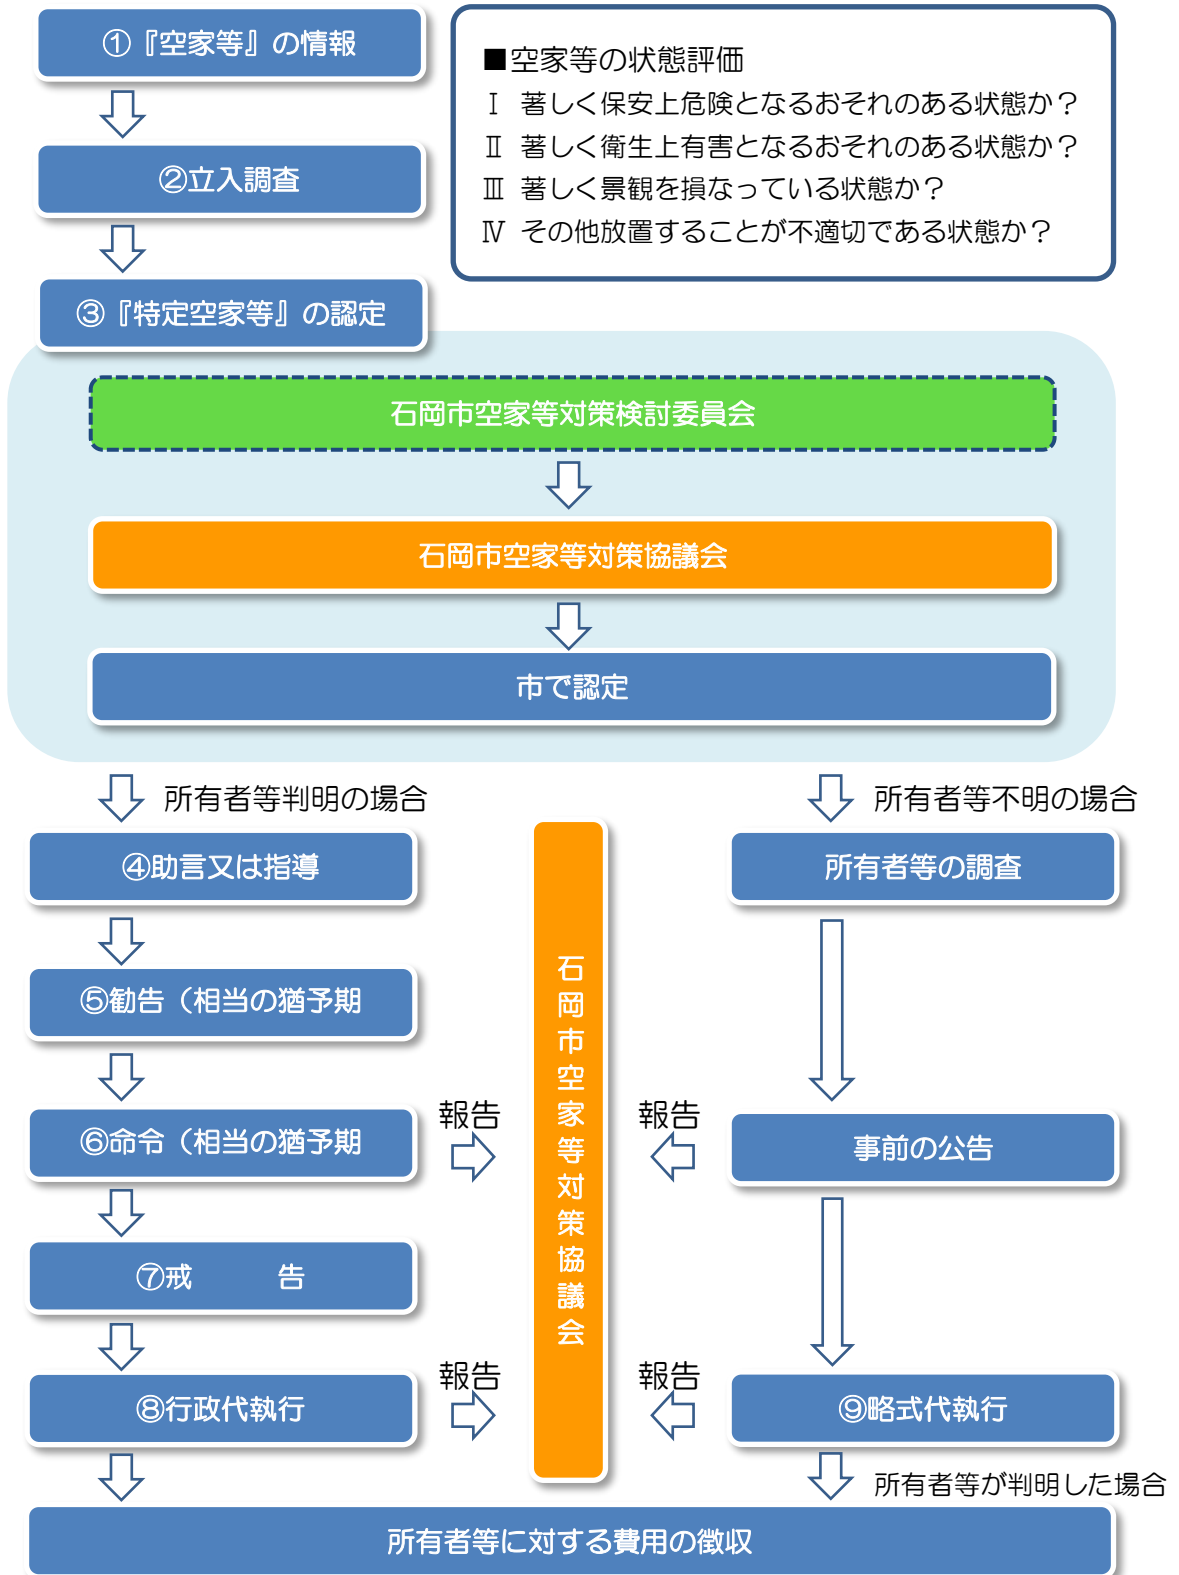 ①『空家等』の情報
■空家等の状態評価
Ⅰ 著しく保安上危険となるおそれのある状態か？
Ⅱ 著しく衛生上有害となるおそれのある状態か？
Ⅲ 著しく景観を損なっている状態か？
Ⅳ その他放置することが不適切である状態か？
②立入調査
③『特定空家等』の認定
石岡市空家等対策検討委員会
石岡市空家等対策協議会
市で認定
所有者等判明の場合
所有者等不明の場合
④助言又は指導
所有者等の調査
⑤勧告（相当の猶予期
石岡市空家等対策協議会
⑥命令（相当の猶予期
報告
報告
事前の公告
⑦戒　　　告
⑧行政代執行
報告
報告
⑨略式代執行
所有者等が判明した場合
所有者等に対する費用の徴収